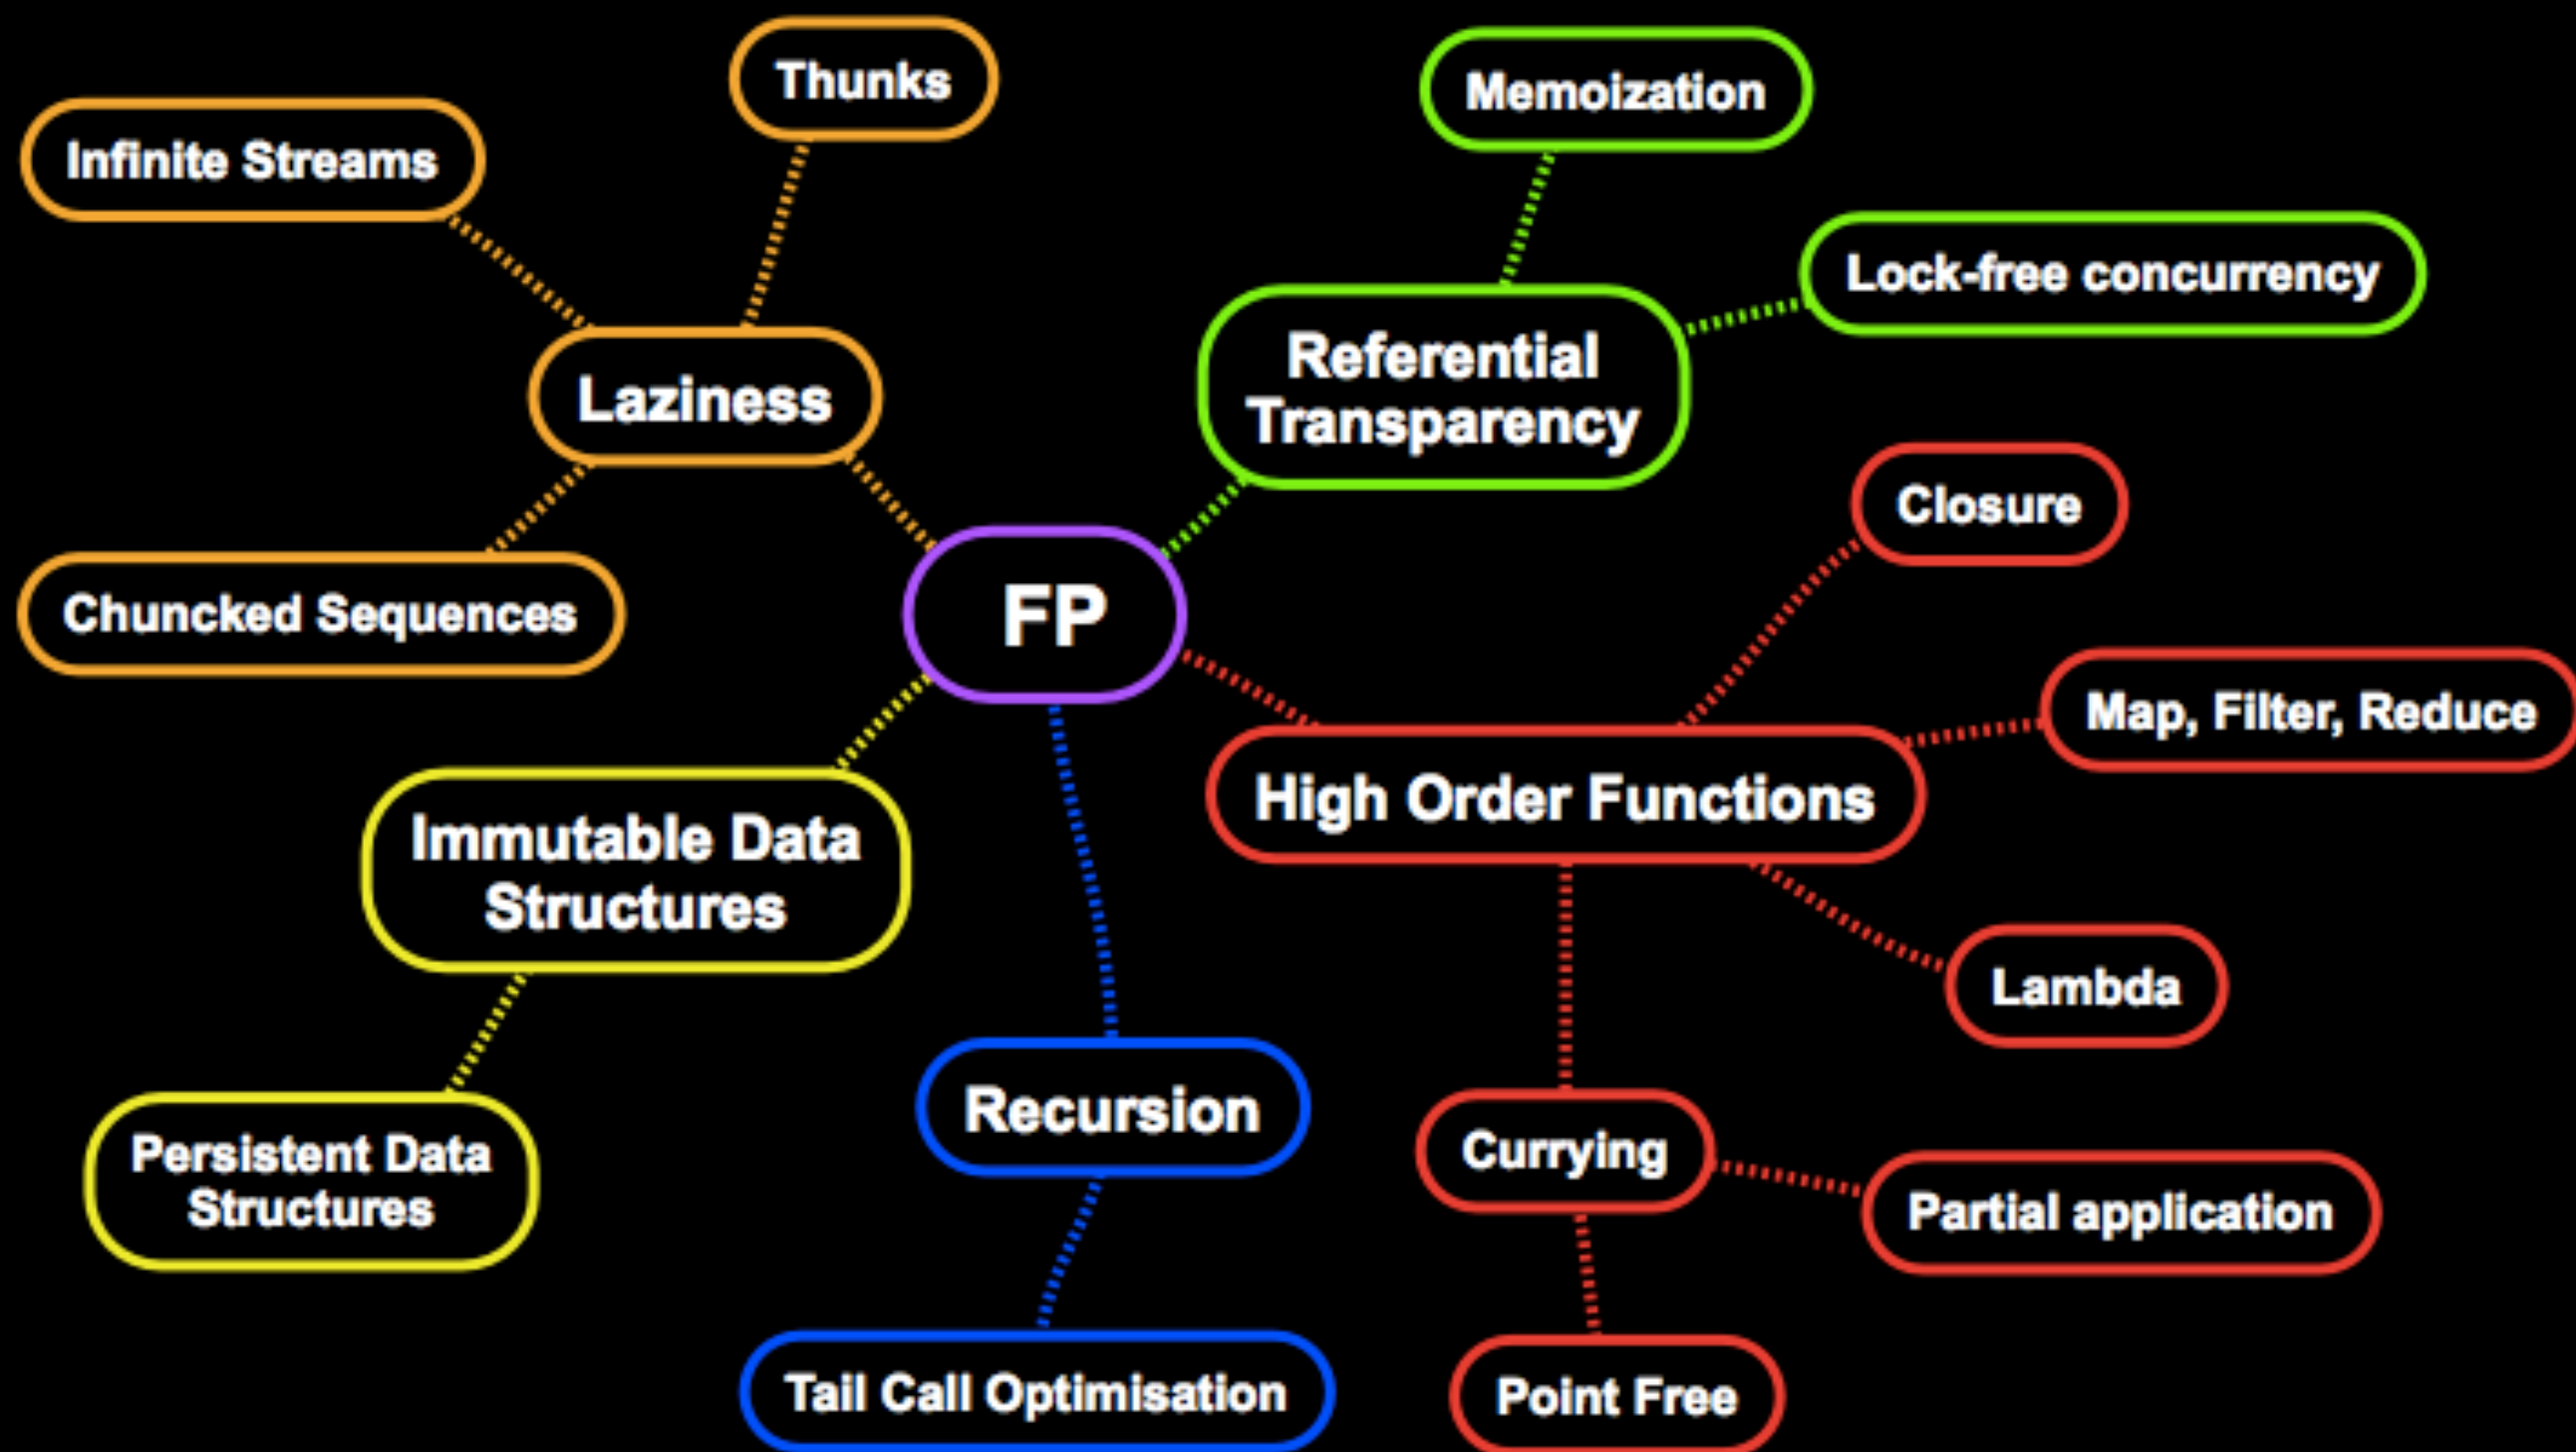 Thunks
Infinite Streams
Laziness
Chuncked Sequences
Memoization
Lock-free concurrency
Referential
Transparency
FP
Closure
Map, Filter, Reduce
High Order Functions
Lambda
Currying
Partial application
Point Free
Immutable Data
Structures
Persistent Data
Structures
Recursion
Tail Call Optimisation